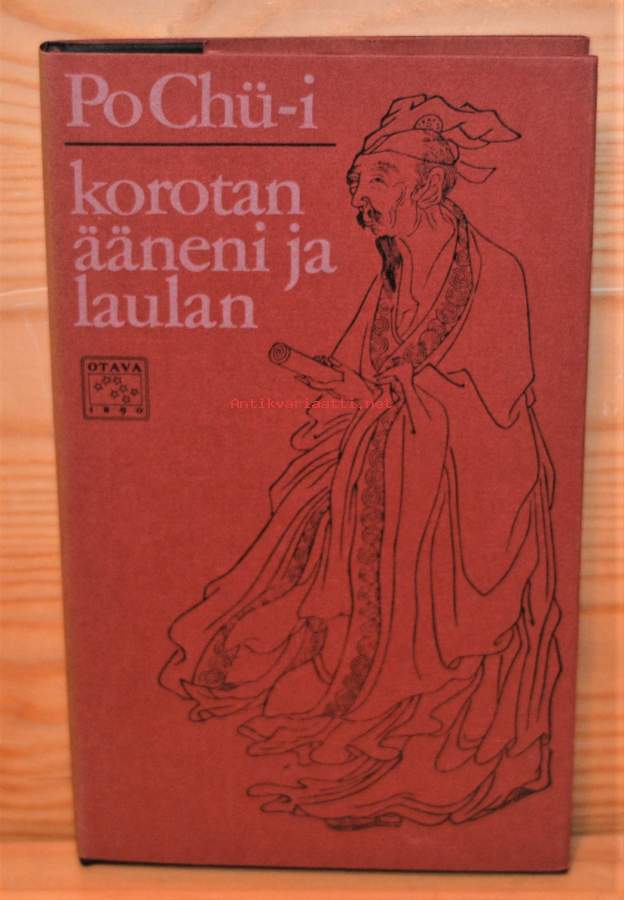 Po Chü-i
korotan
ääneni ja
laulan
OTAVA
1890
Antikvariaatti.net